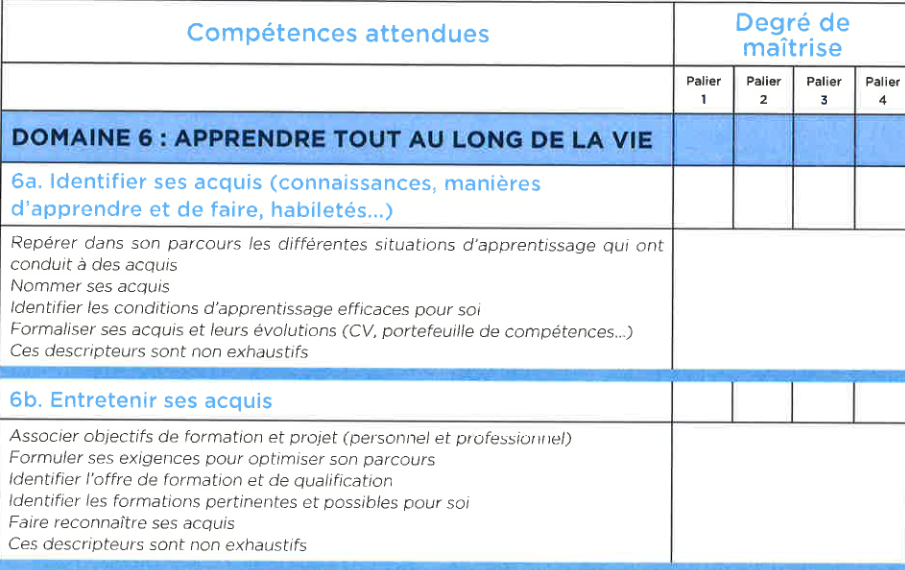 Compétences attendues
Degré de
maîtrise
Palier
1
Palier
2
Palier
3
Palier
4
DOMAINE 6 : APPRENDRE TOUT AU LONG DE LA VIE
6a. Identifier ses acquis (connaissances, manières
d'apprendre et de faire, habiletés...)
Repérer dans son parcours les différentes situations d'apprentissage qui ont
conduit à des acquis
Nommer ses acquis
Identifier les conditions d'apprentissage efficaces pour soi
Formaliser ses acquis et leurs évolutions (CV, portefeuille de compétences...)
Ces descripteurs sont non exhaustifs
6b. Entretenir ses acquis
Associer objectifs de formation et projet (personnel et professionnel)
Formuler ses exigences pour optimiser son parcours
Identifier l'offre de formation et de qualification
Identifier les formations pertinentes et possibles pour soi
Faire reconnaître ses acquis
Ces descripteurs sont non exhaustifs